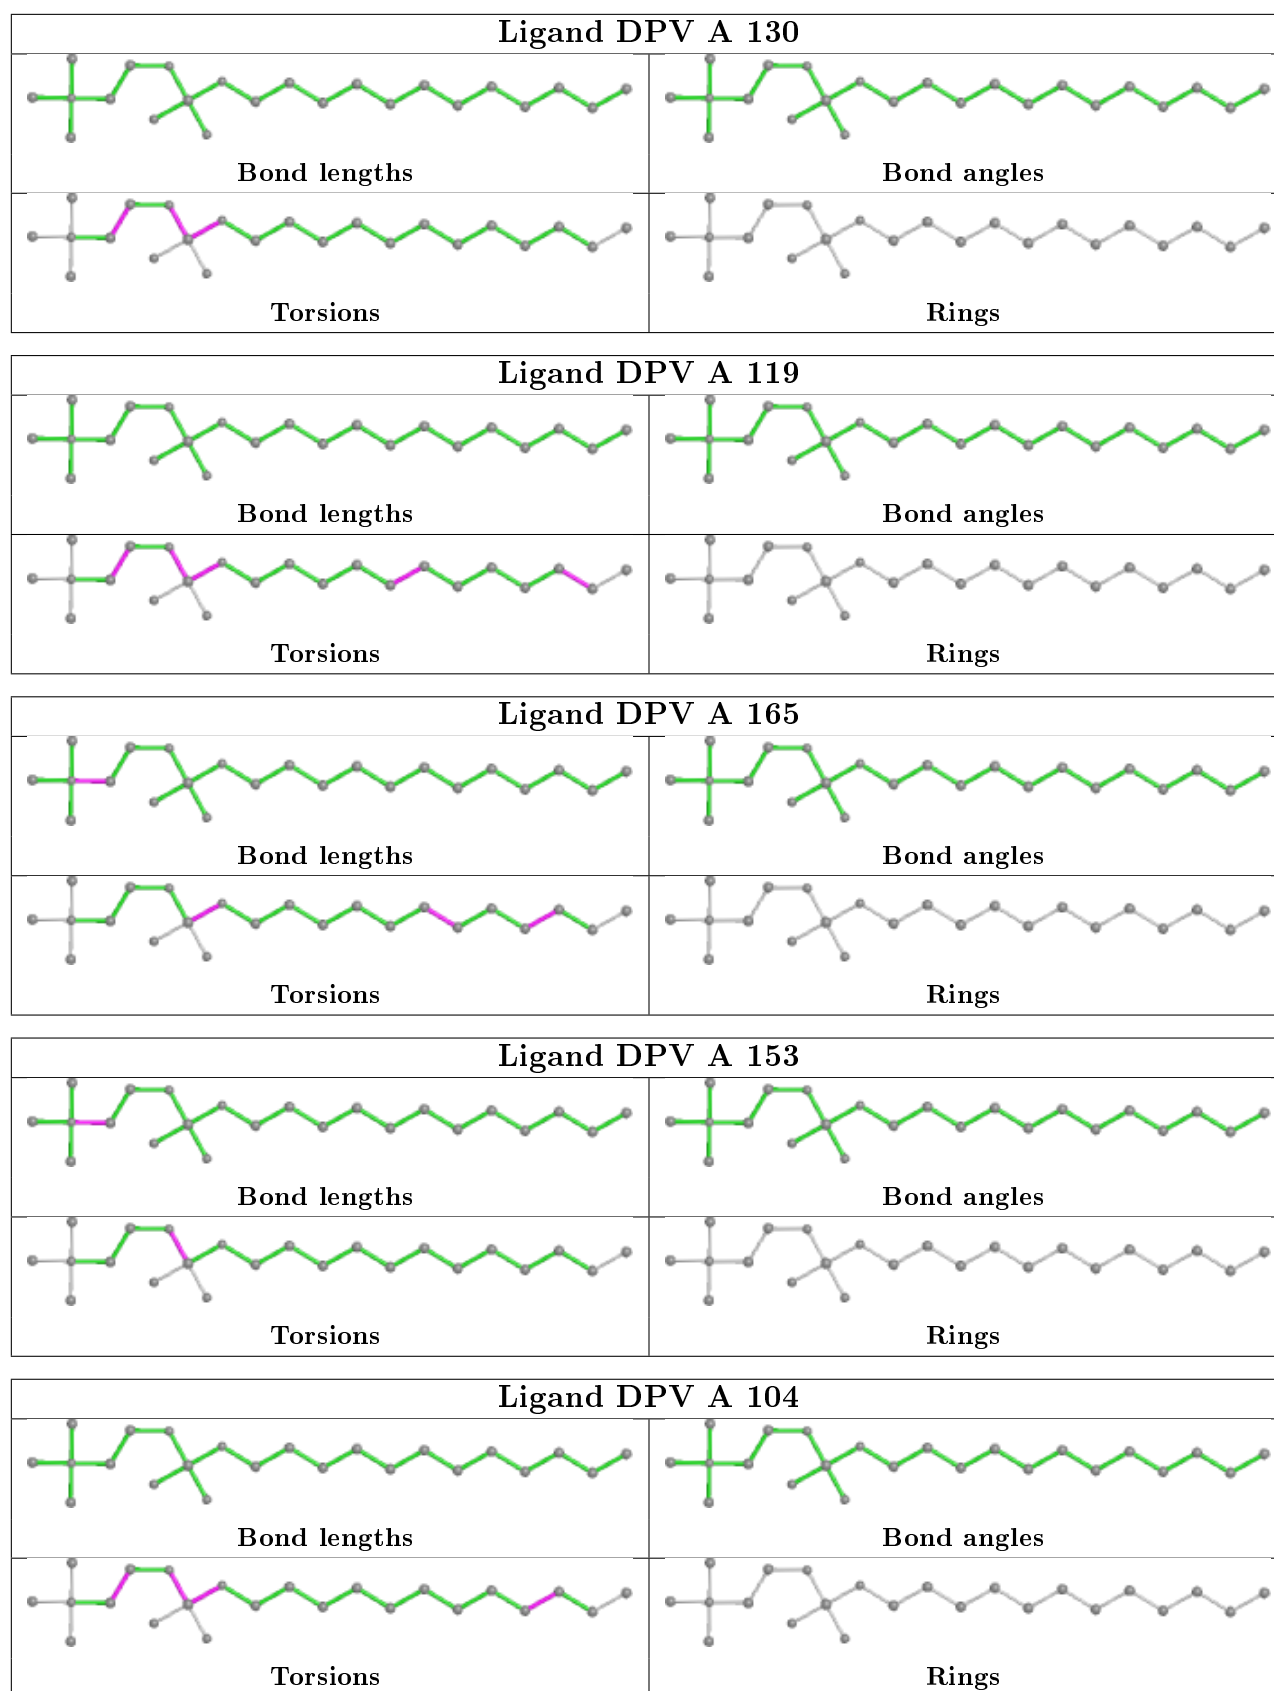 Ligand DPV A 130
Bond lengths
Bond angles
Torsions
Rings
Ligand DPV A 119
Bond lengths
Bond angles
Torsions
Rings
Ligand DPV A 165
Bond lengths
Bond angles
Torsions
Rings
Ligand DPV A 153
Bond lengths
Bond angles
Torsions
Rings
Ligand DPV A 104
Bond lengths
Bond angles
Torsions
Rings